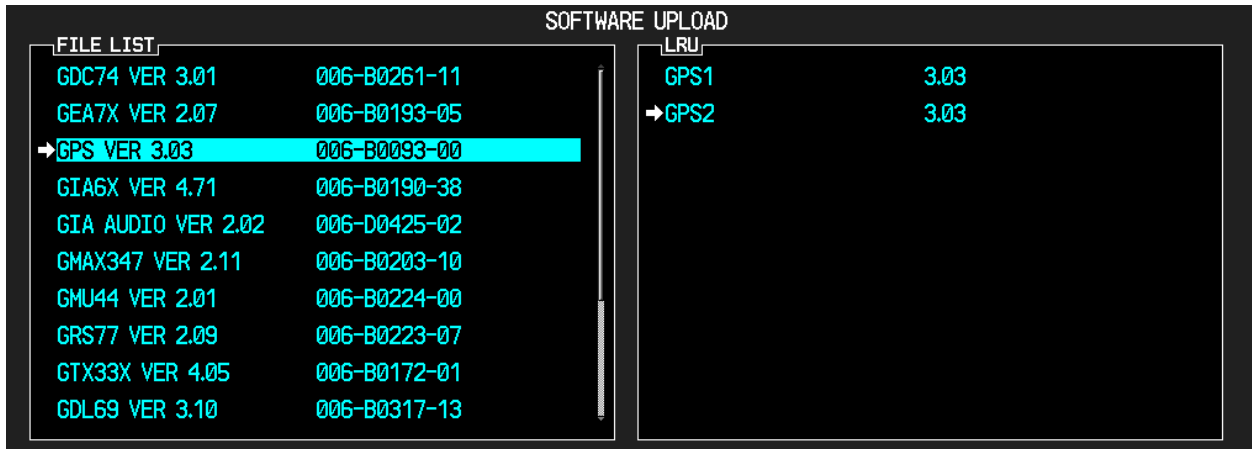 SOFTWARE UPLOAD
FILE LIST
GDC74 VER 3.01 006-B0261-11
GEA7X VER 2.07 006-B0193-05
GPS VER 3.03 006-B0093-00
GIA6X VER 4.71 006-B0190-38
GIA AUDIO VER 2.02 006-D0425-02
GMAX347 VER 2.11 006-B0203-10
GMU44 VER 2.01 006-B0224-00
GRS77 VER 2.09 006-B0223-07
GTX33X VER 4.05 006-B0172-01
GDL69 VER 3.10 006-B0317-13
LRU
GPS1 3.03
GPS2 3.03